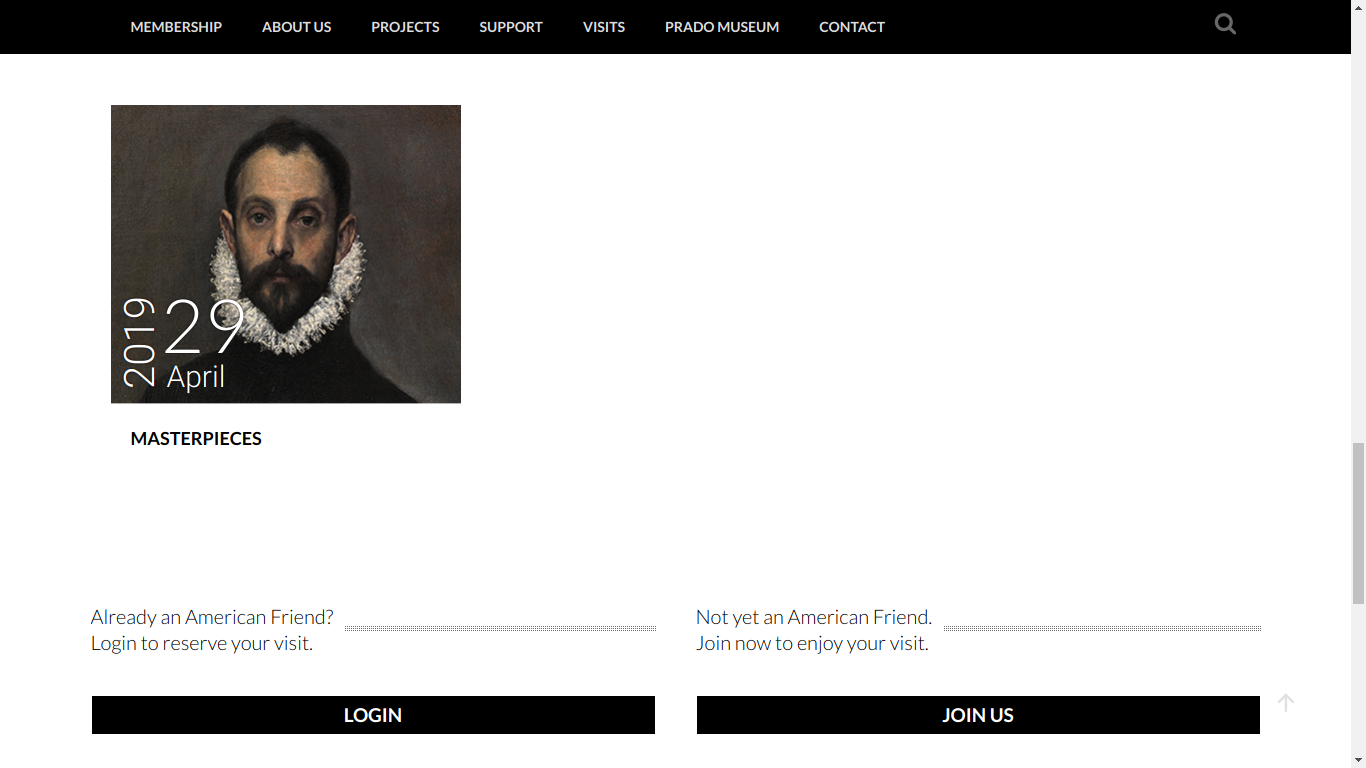 MEMBERSHIP ABOUT US PROJECTS SUPPORT VISITS PRADO MUSEUM CONTACT
2019
29
April
MASTERPIECES
Already an American Friend?
Login to reserve your visit.
LOGIN
Not yet an American Friend.
Join now to enjoy your visit.
JOIN US